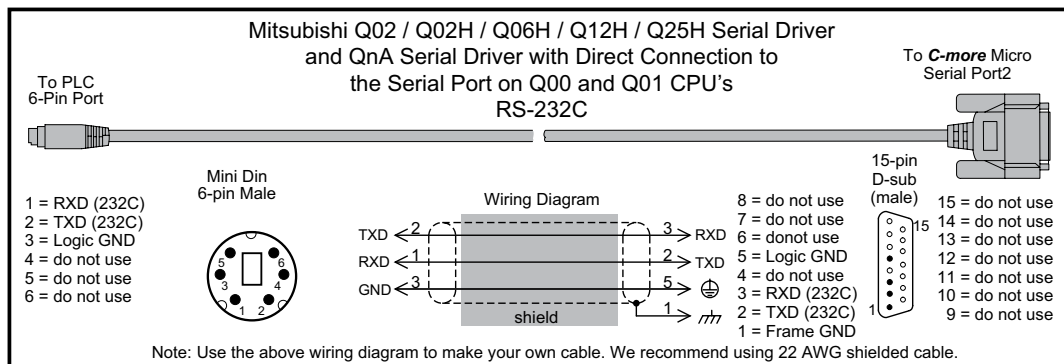 Mitsubishi Q02 / Q02H / Q06H / Q12H / Q25H Serial Driver
and QnA Serial Driver with Direct Connection to
the Serial Port on Q00 and Q01 CPU's
RS-232C
To PLC
6-Pin Port
To C-more Micro
Serial Port2
1 = RXD (232C)
2 = TXD (232C)
3 = Logic GND
4 = do not use
5 = do not use
6 = do not use
Mini Din
6-pin Male
5
6
3
4
1
2
Wiring Diagram
TXD 2 3 RXD
RXD 1 2 TXD
GND 3 5
1
shield
8 = do not use
7 = do not use
6 = donot use
5 = Logic GND
4 = do not use
3 = RXD (232C)
2 = TXD (232C)
1 = Frame GND
15-pin
D-sub
(male)
15
1
15 = do not use
14 = do not use
13 = do not use
12 = do not use
11 = do not use
10 = do not use
9 = do not use
Note: Use the above wiring diagram to make your own cable. We recommend using 22 AWG shielded cable.